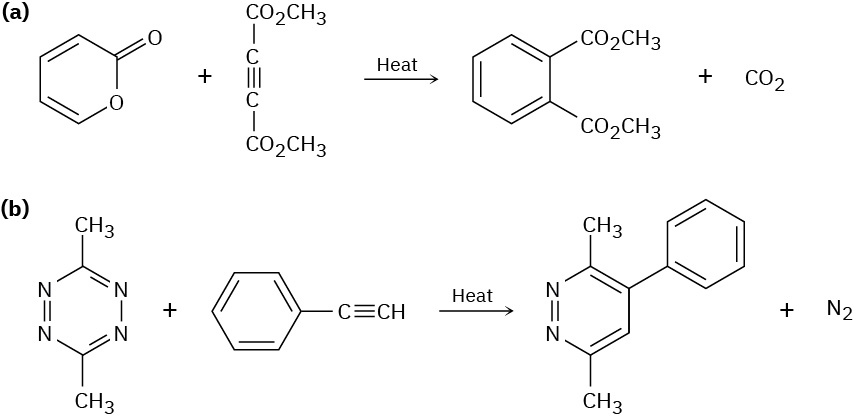 (a)
O
O
+
CO₂CH₃
C
C
CO₂CH₃
Heat
CO₂CH₃
CO₂CH₃
+ CO₂
(b)
CH₃
N N
N N
CH₃
+
C≡CH
Heat
CH₃
N
N
CH₃
+ N₂